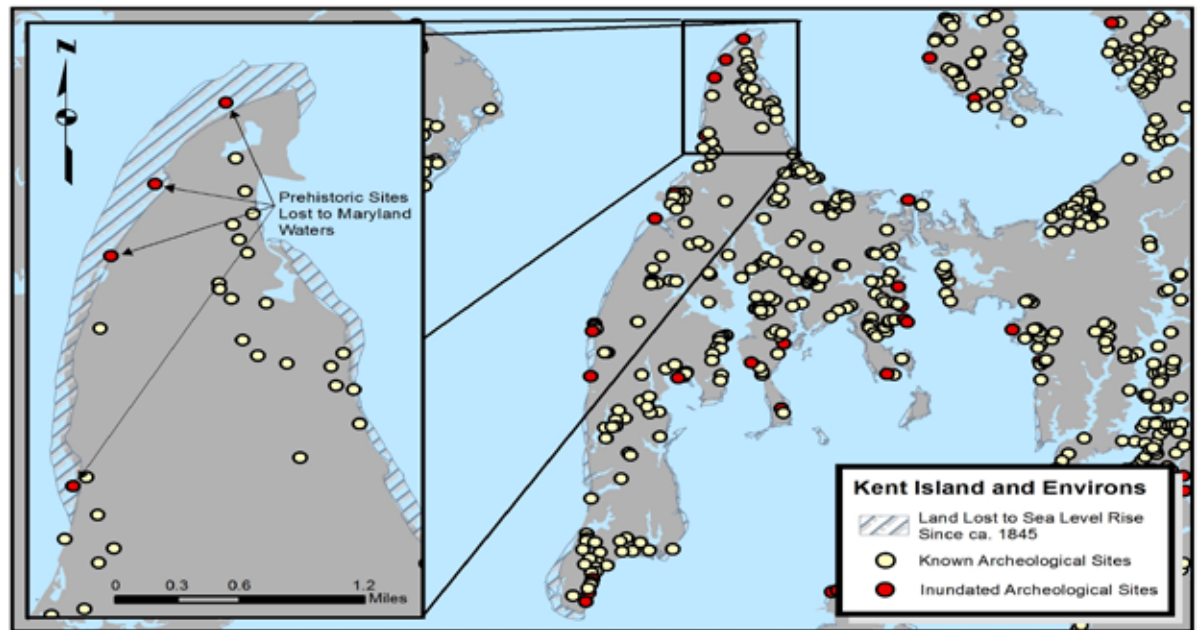 N
Prehistoric Sites
Lost to Maryland
Waters
0 0.3 0.6 1.2
Miles
Kent Island and Environs
Land Lost to Sea Level Rise
Since ca. 1845
Known Archeological Sites
Inundated Archeological Sites